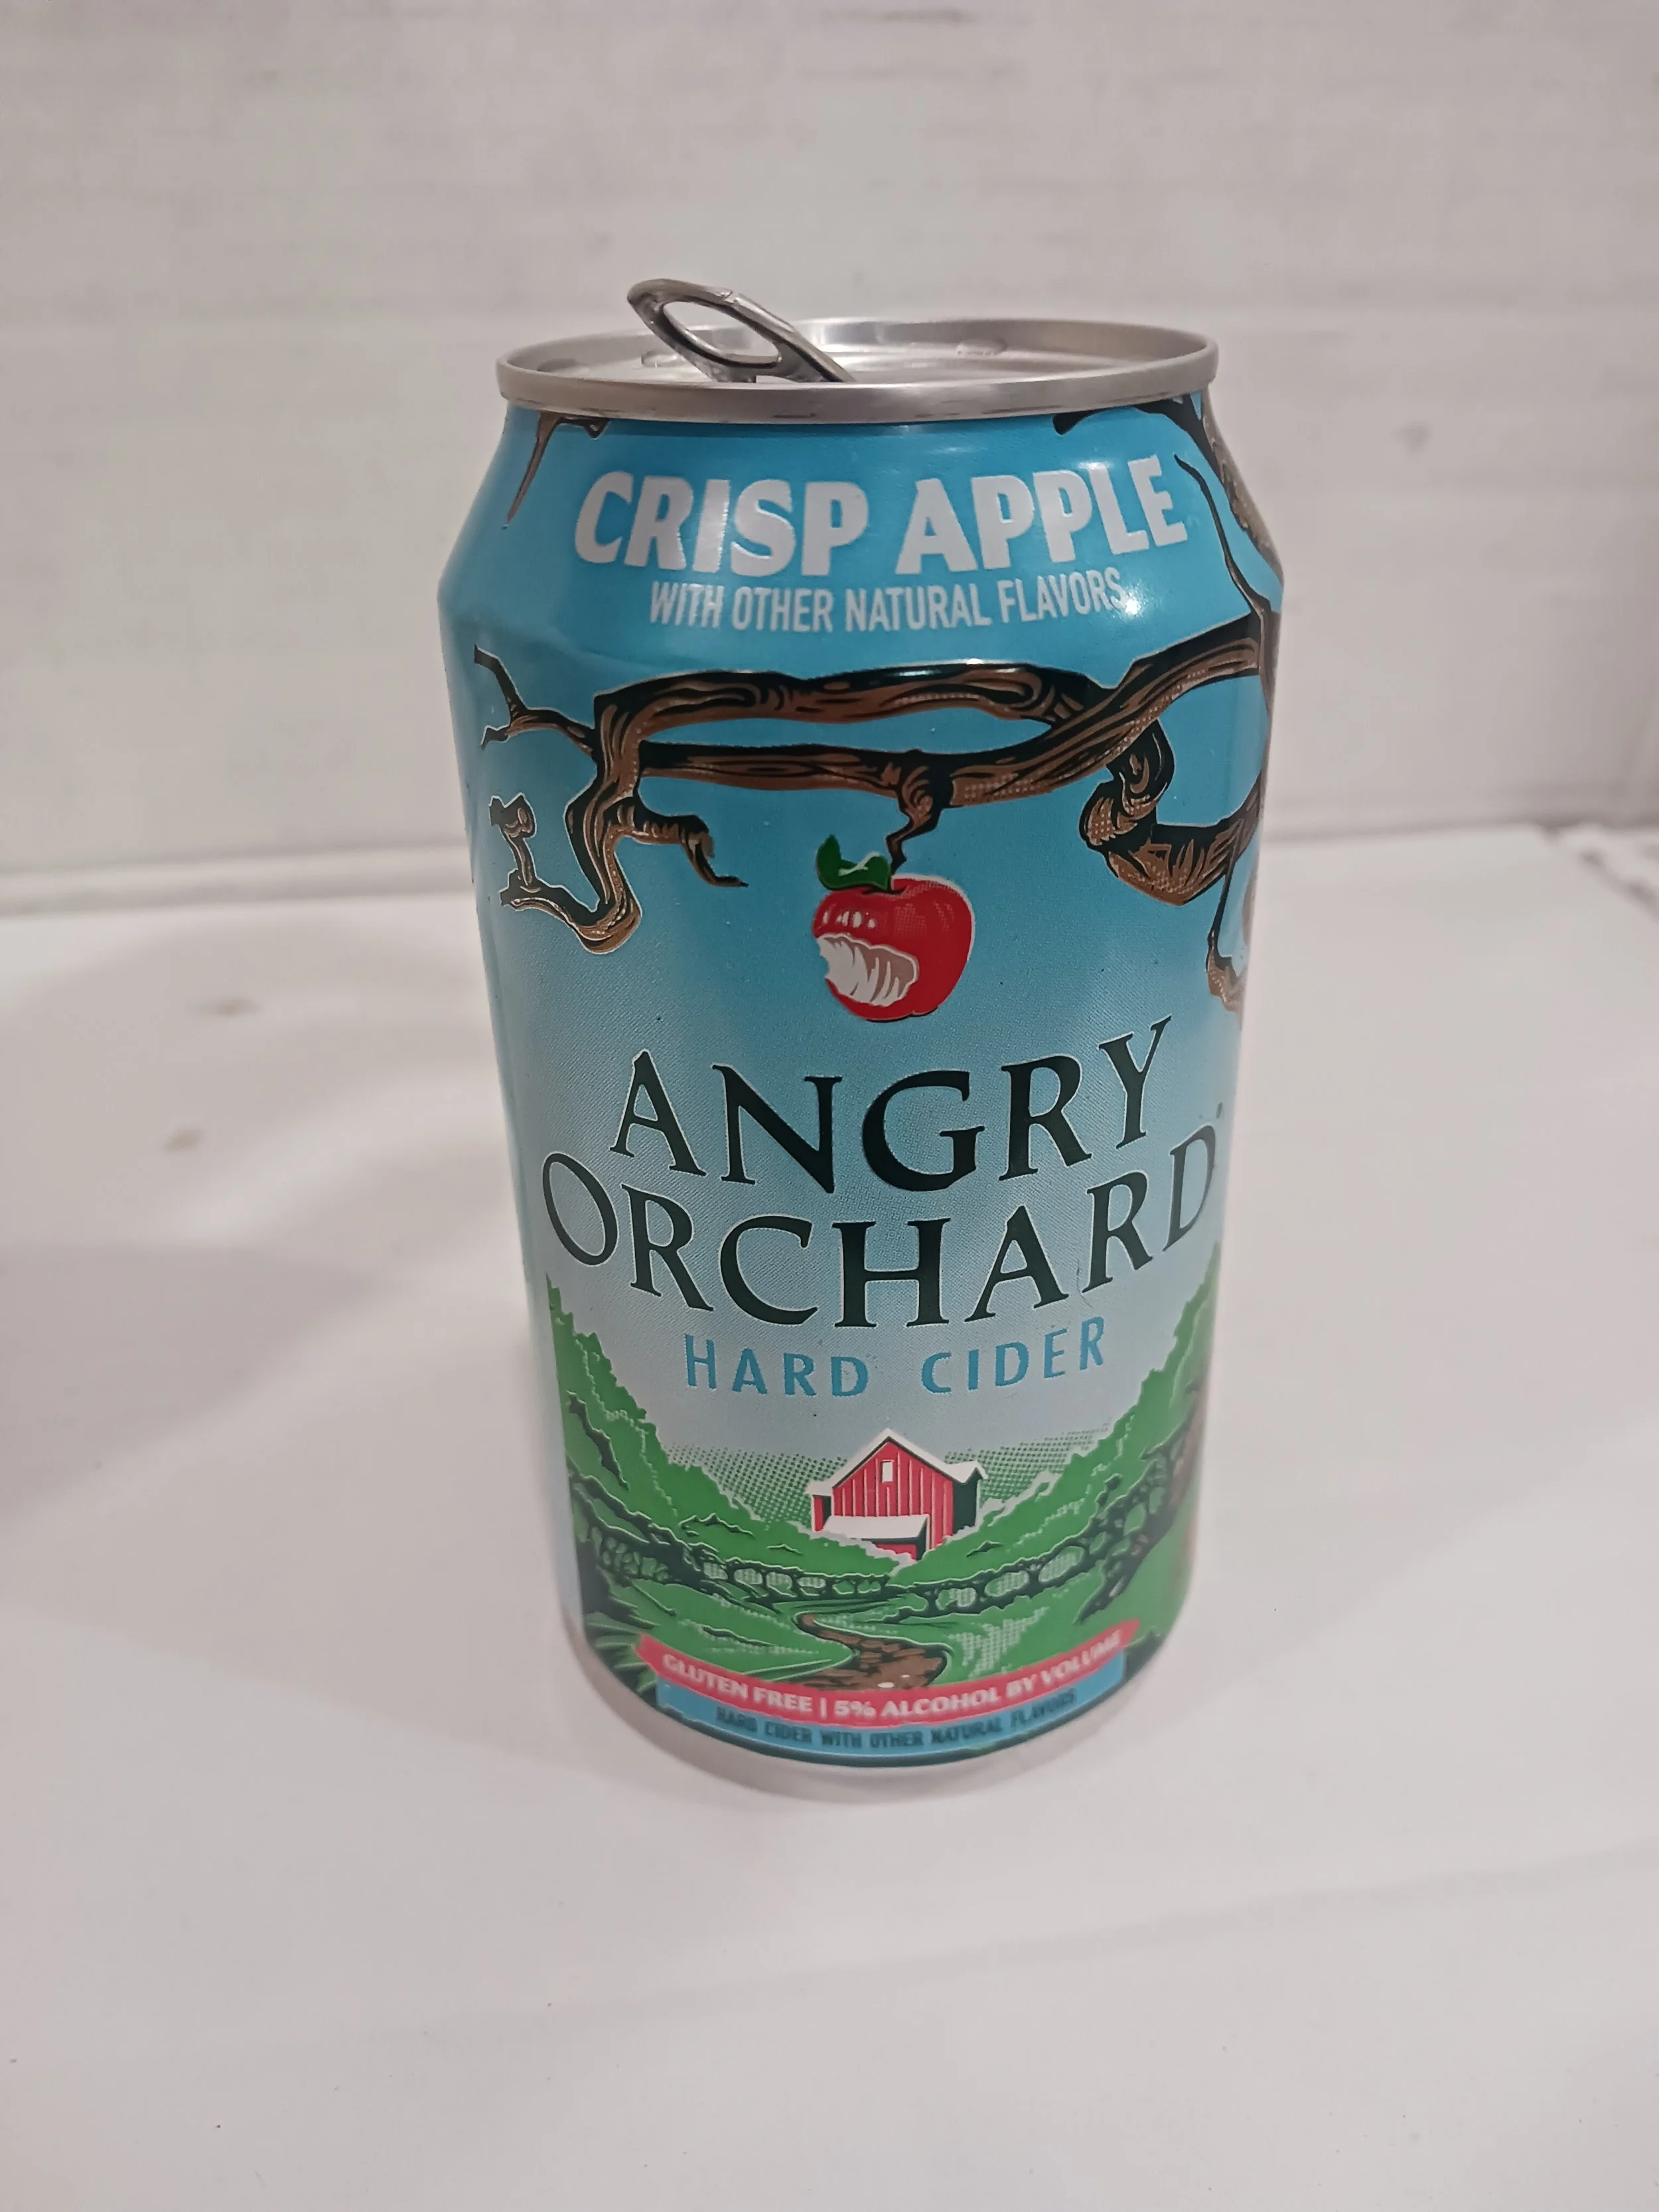 CRISP APPLE
WITH OTHER NATURAL FLAVORS
ANGRY
ORCHARD
HARD CIDER
GLUTEN FREE | 5% ALCOHOL BY VOLUME
HARD CIDER WITH OTHER NATURAL FLAVORS